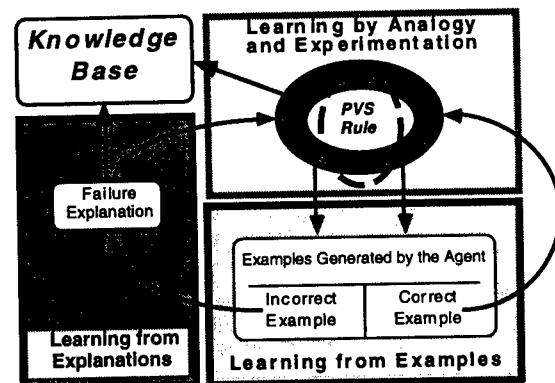 Knowledge
Base
Learning by Analogy
and Experimentation
PVS
Rule
Failure
Explanation
Examples Generated by the Agent
Incorrect
Example
Correct
Example
Learning from
Explanations
Learning from Examples